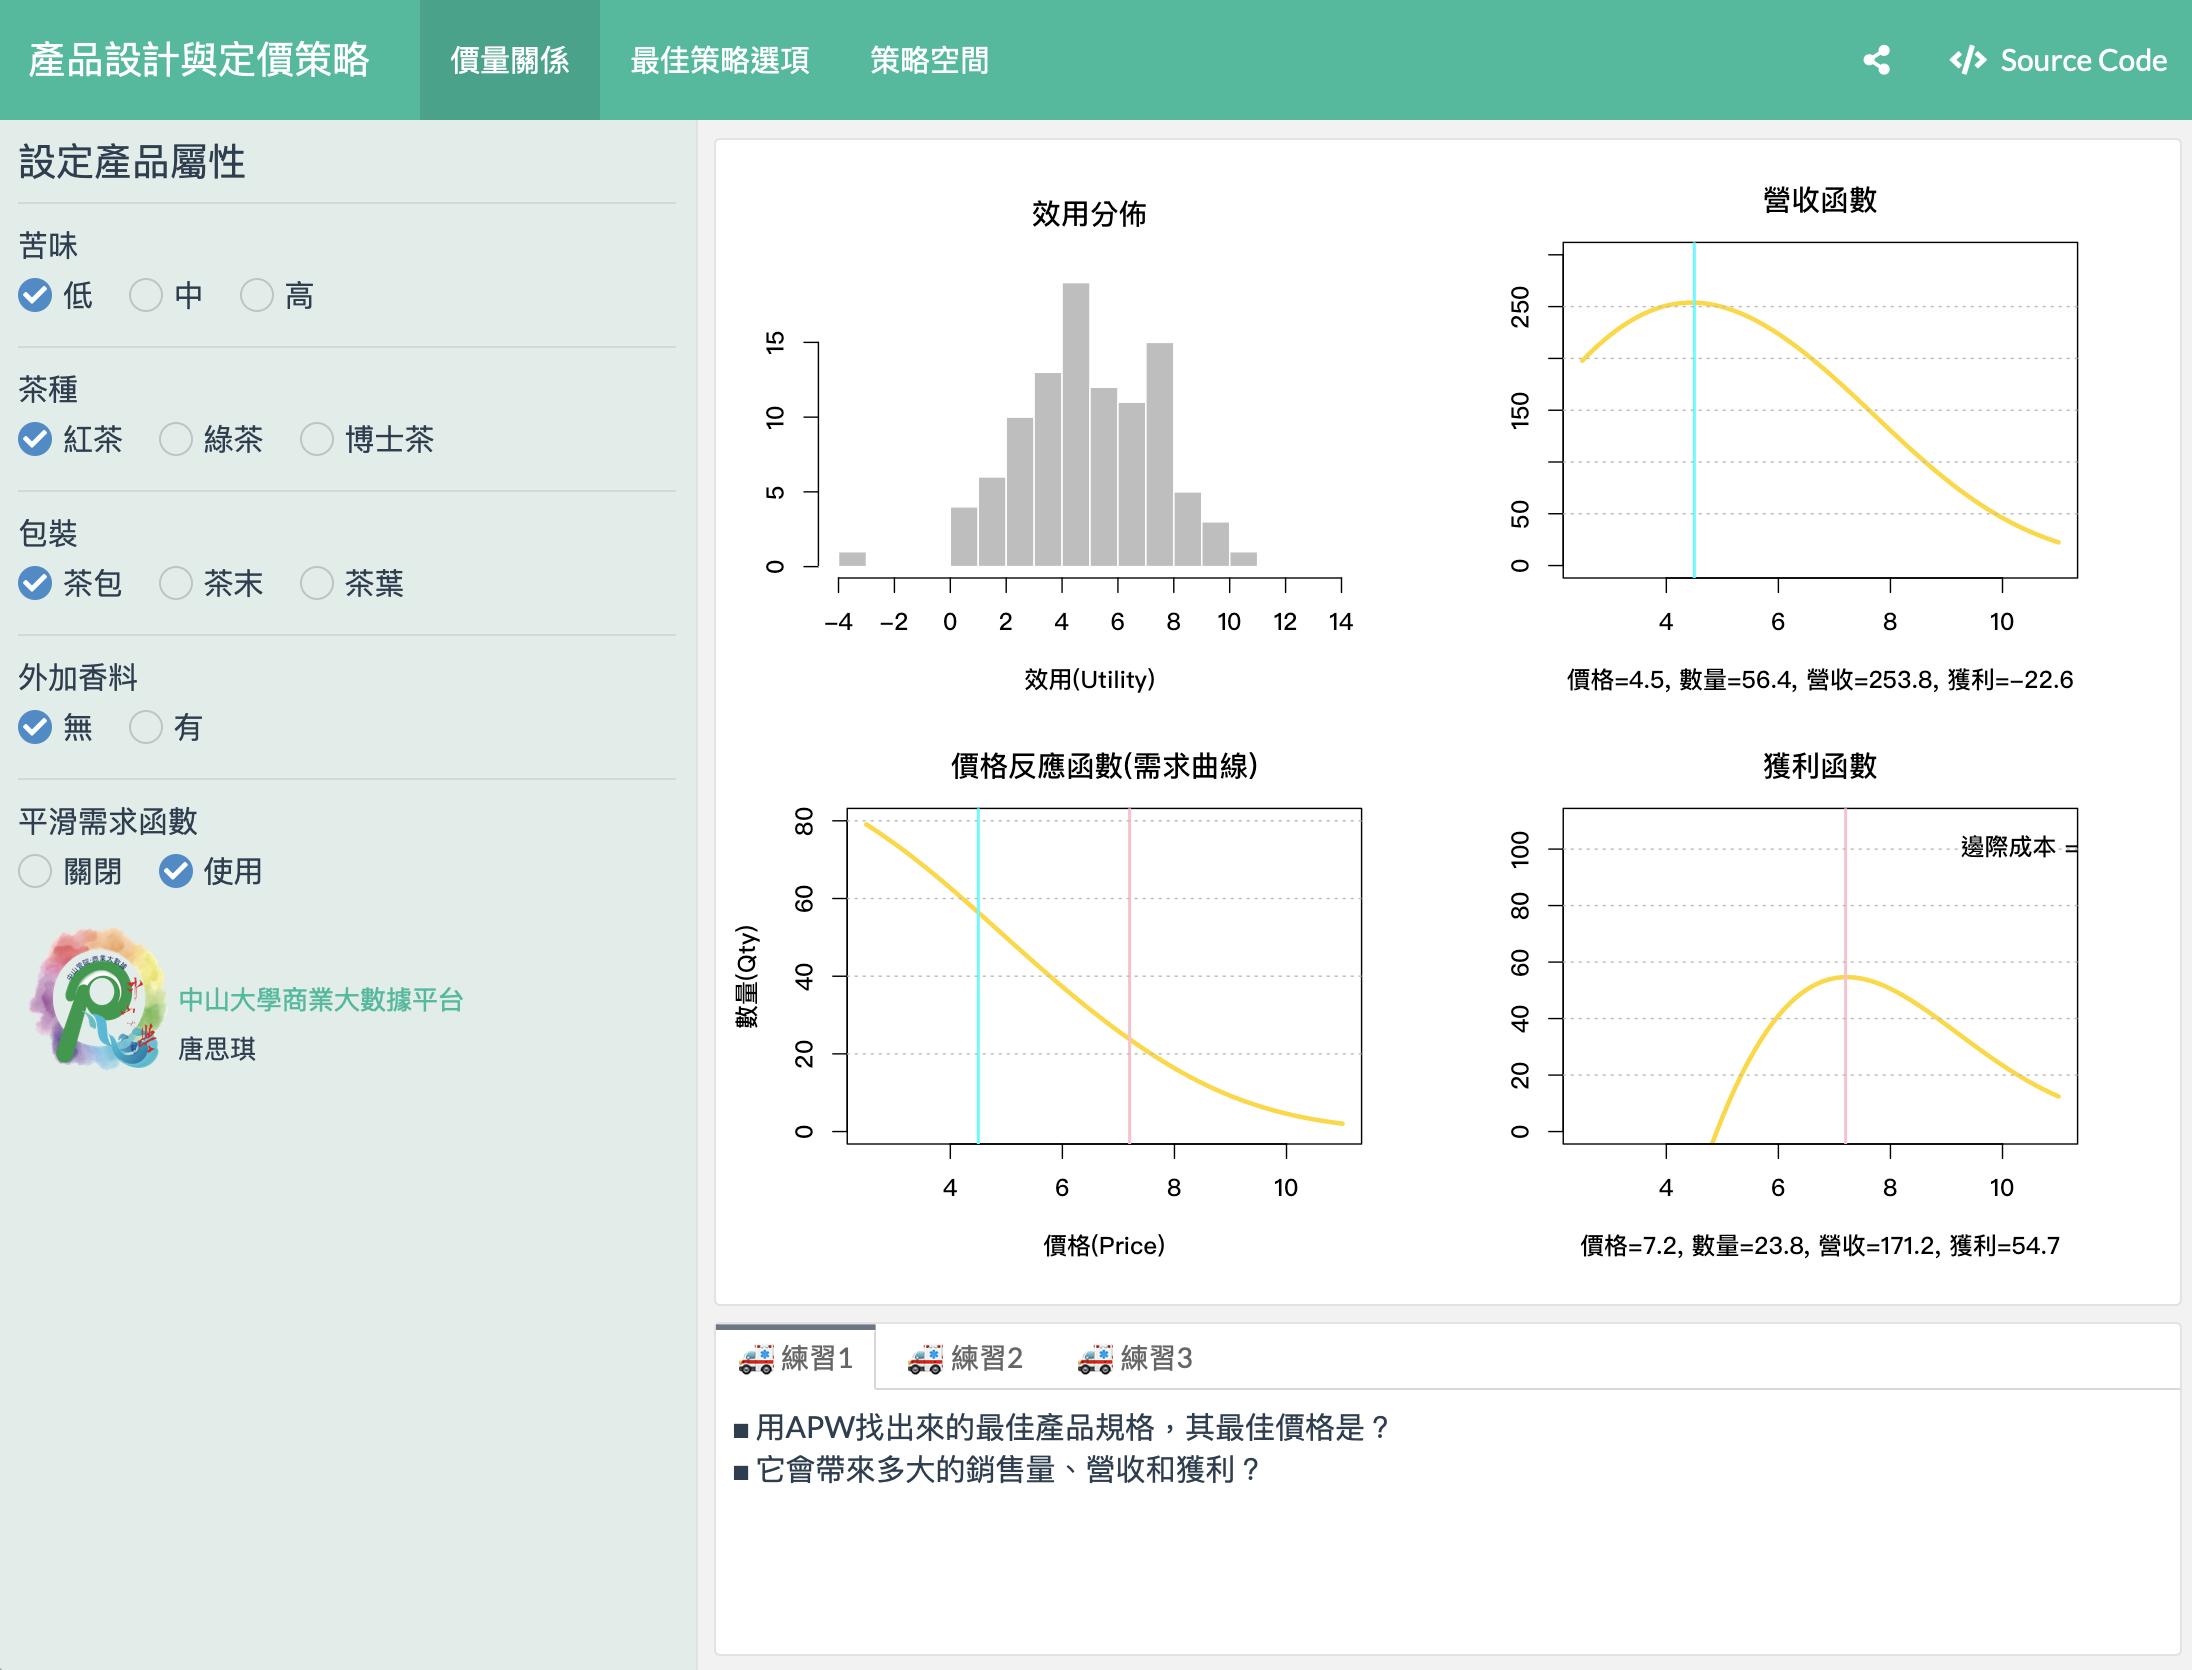 產品設計與定價策略 價量關係 最佳策略選項 策略空間 Source Code
設定產品屬性
苦味
低 中 高
茶種
紅茶 綠茶 博士茶
包裝
茶包 茶末 茶葉
外加香料
無 有
平滑需求函數
關閉 使用
中山大學商業大數據平台
唐思琪
效用分佈
15
10
5
0
−4 −2 0 2 4 6 8 10 12 14
效用(Utility)
營收函數
250
150
50
0
4 6 8 10
價格=4.5, 數量=56.4, 營收=253.8, 獲利=−22.6
價格反應函數(需求曲線)
數量(Qty)
80
60
40
20
0
4 6 8 10
價格(Price)
獲利函數
邊際成本 =
100
80
60
40
20
0
4 6 8 10
價格=7.2, 數量=23.8, 營收=171.2, 獲利=54.7
練習1 練習2 練習3
用APW找出來的最佳產品規格，其最佳價格是？
它會帶來多大的銷售量、營收和獲利？